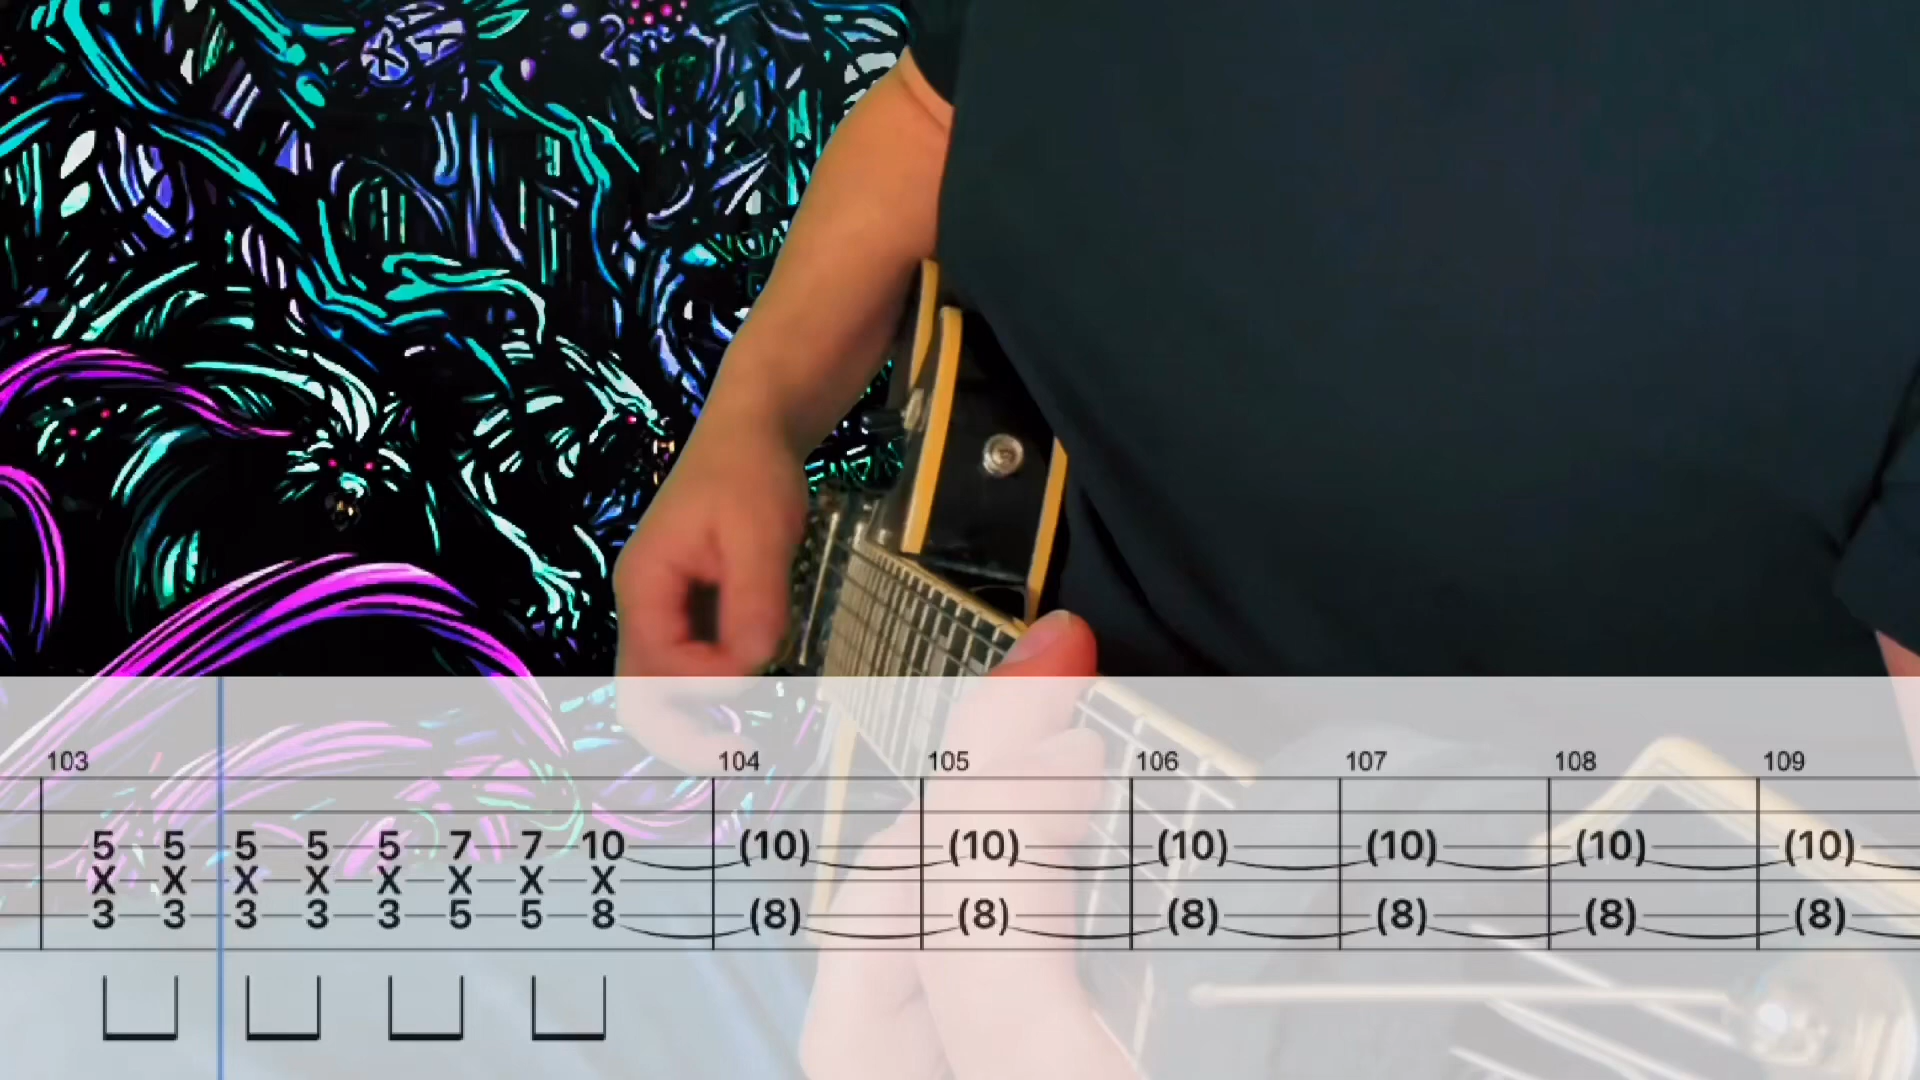 103 104 105 106 107 108 109
5 5 5 5 5 7 7 10 (10) (10) (10) (10) (10) (10)
X X X X X X X X
3 3 3 3 3 5 5 8 (8) (8) (8) (8) (8) (8)